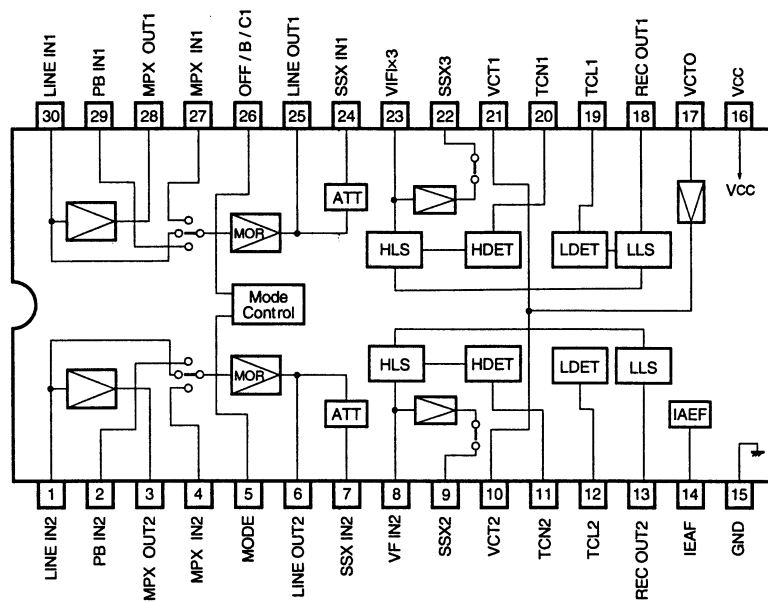 LINE IN1
PB IN1
MPX OUT1
MPX IN1
OFF / B / C1
LINE OUT1
SSX IN1
VIFI×3
SSX3
VCT1
TCN1
TCL1
REC OUT1
VCTO
VCC
30 29 28 27 26 25 24 23 22 21 20 19 18 17 16
VCC
ATT
MOR
HLS HDET LDET LLS
Mode
Control
MOR
HLS HDET LDET LLS
ATT
IAEF
1 2 3 4 5 6 7 8 9 10 11 12 13 14 15
LINE IN2
PB IN2
MPX OUT2
MPX IN2
MODE
LINE OUT2
SSX IN2
VF IN2
SSX2
VCT2
TCN2
TCL2
REC OUT2
IEAF
GND